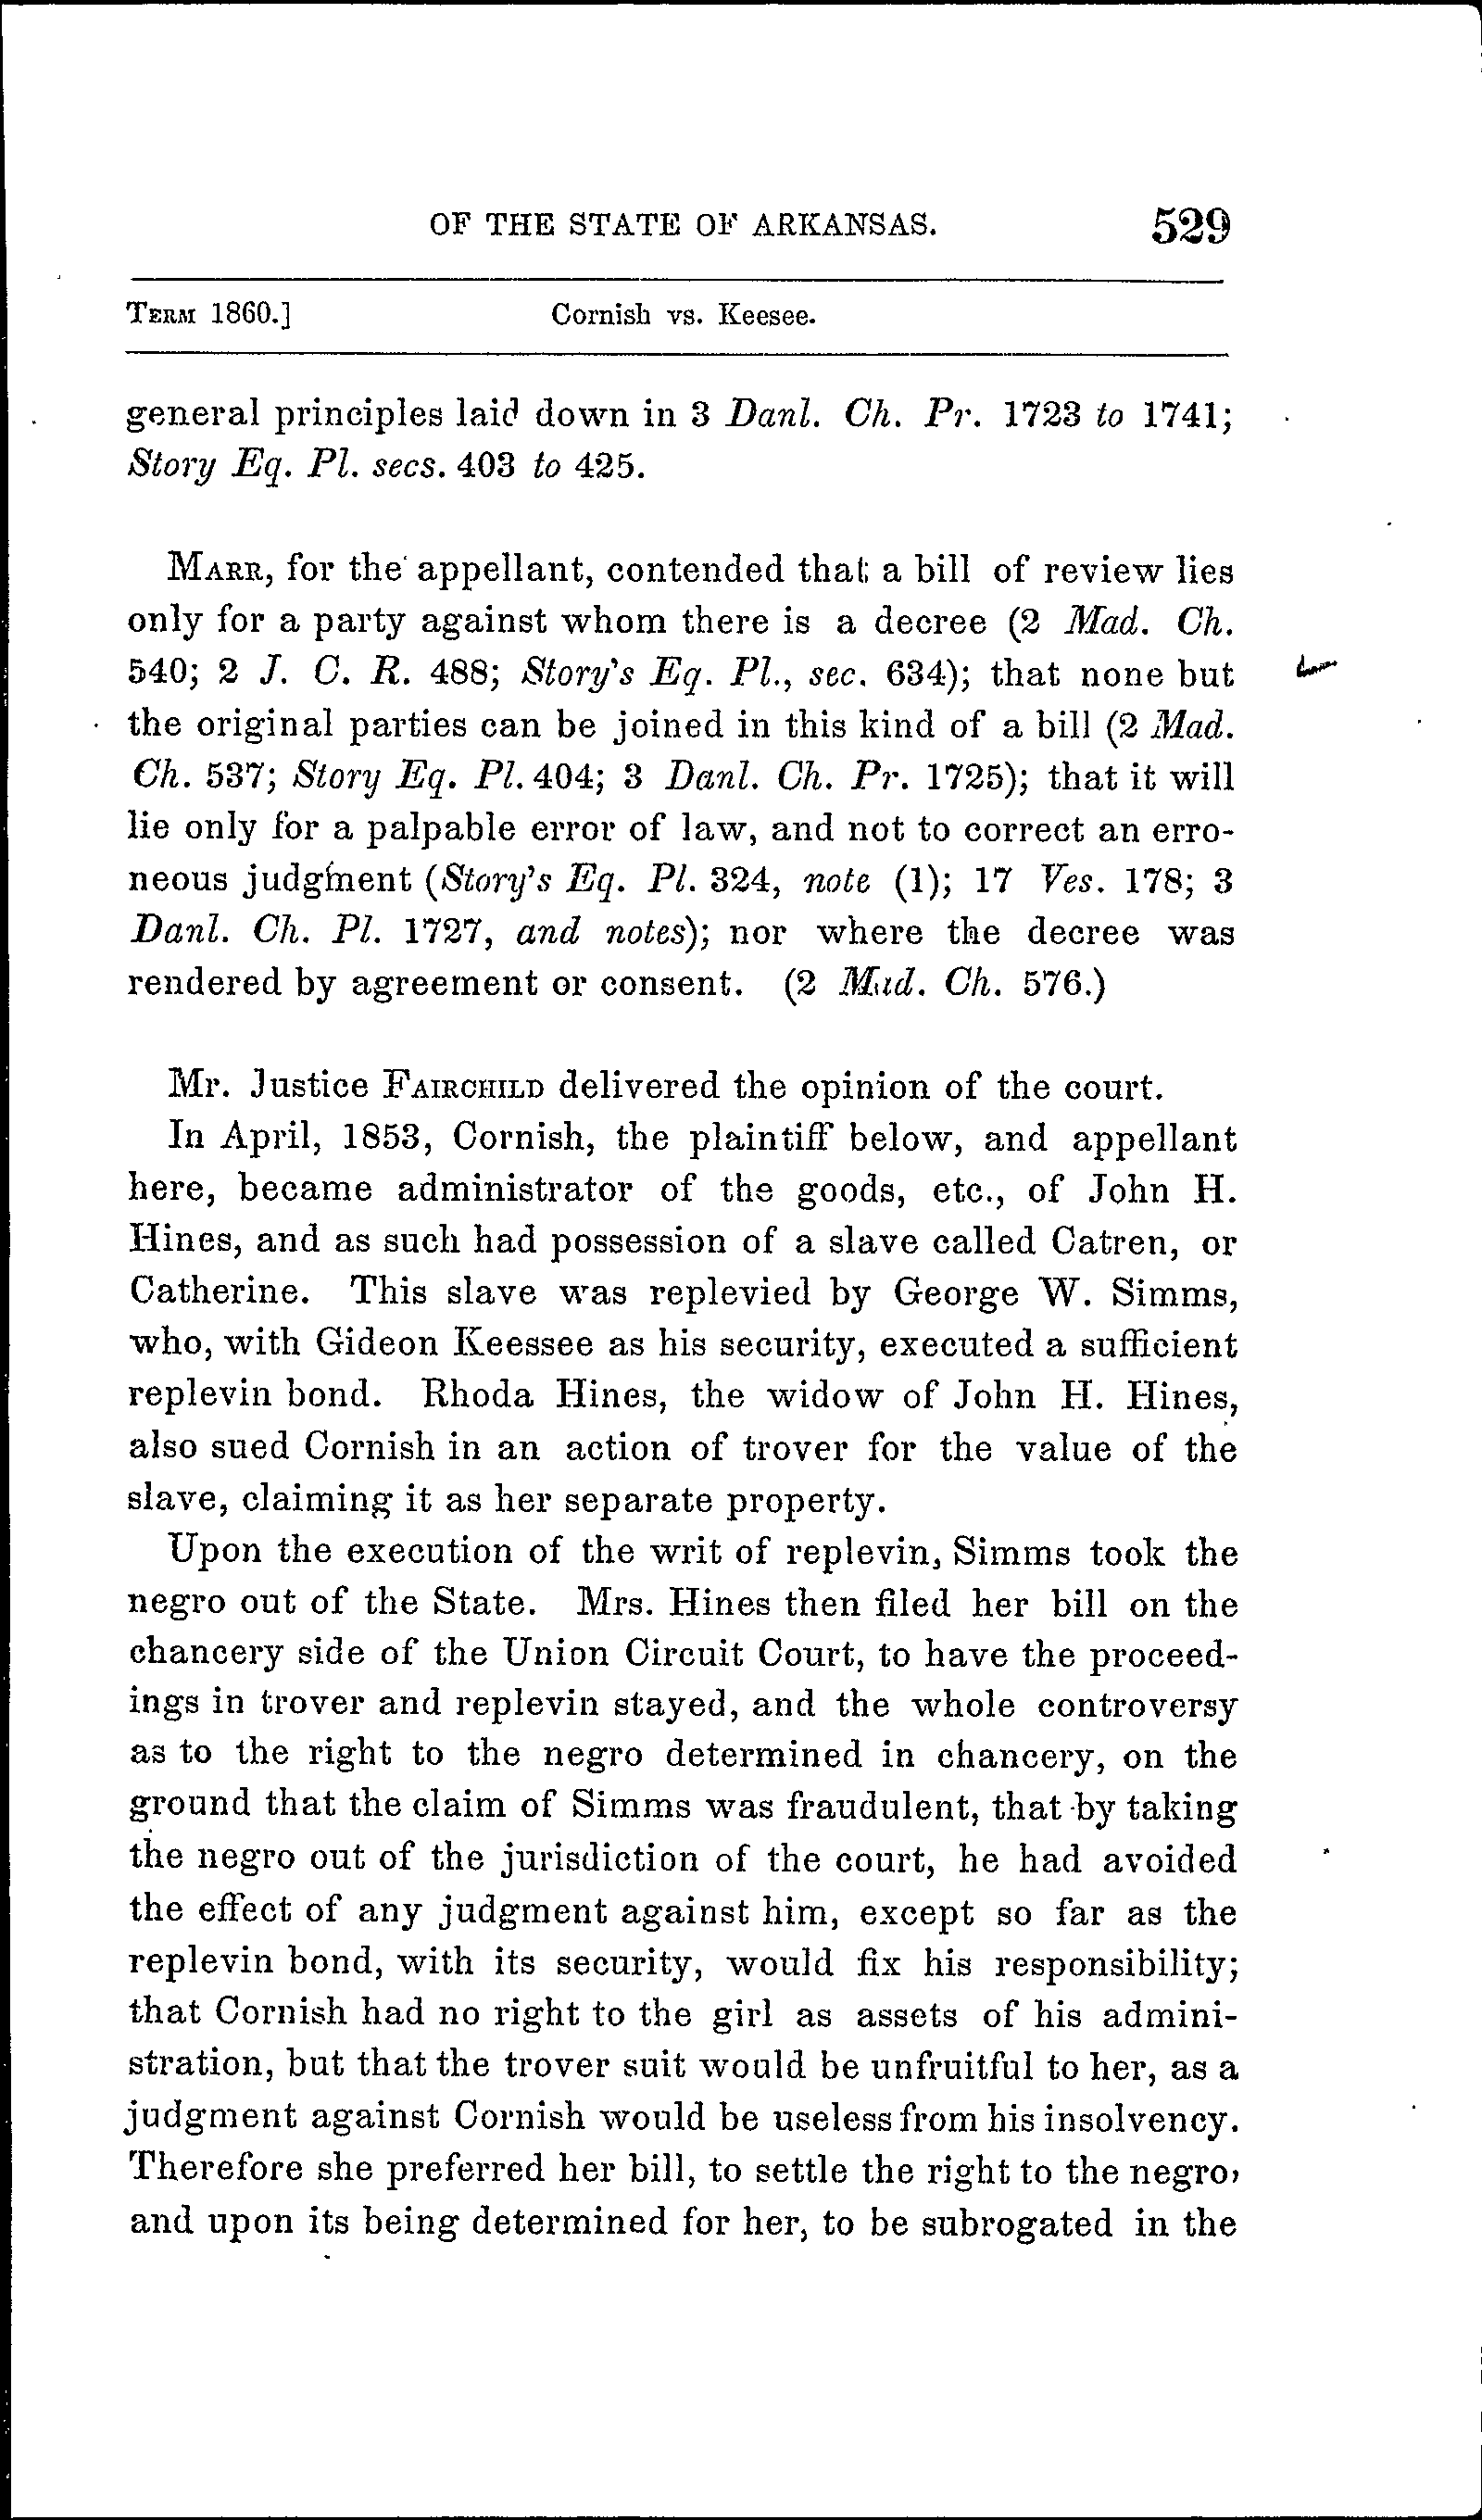 OF THE STATE OF ARKANSAS. 529
TERM 1860.] Cornish vs. Keesee.
general principles laid down in 3 Danl. Ch. Pr. 1723 to 1741;
Story Eq. Pl. secs. 403 to 425.
MARR, for the appellant, contended that a bill of review lies
only for a party against whom there is a decree (2 Mad. Ch.
540; 2 J. C. R. 488; Story's Eq. Pl., sec. 634); that none but
the original parties can be joined in this kind of a bill (2 Mad.
Ch. 537; Story Eq. Pl. 404; 3 Danl. Ch. Pr. 1725); that it will
lie only for a palpable error of law, and not to correct an erro-
neous judgment (Story's Eq. Pl. 324, note (1); 17 Ves. 178; 3
Danl. Ch. Pl. 1727, and notes); nor where the decree was
rendered by agreement or consent. (2 Mad. Ch. 576.)
Mr. Justice FAIRCHILD delivered the opinion of the court.
In April, 1853, Cornish, the plaintiff below, and appellant
here, became administrator of the goods, etc., of John H.
Hines, and as such had possession of a slave called Catren, or
Catherine. This slave was replevied by George W. Simms,
who, with Gideon Keessee as his security, executed a sufficient
replevin bond. Rhoda Hines, the widow of John H. Hines,
also sued Cornish in an action of trover for the value of the
slave, claiming it as her separate property.
Upon the execution of the writ of replevin, Simms took the
negro out of the State. Mrs. Hines then filed her bill on the
chancery side of the Union Circuit Court, to have the proceed-
ings in trover and replevin stayed, and the whole controversy
as to the right to the negro determined in chancery, on the
ground that the claim of Simms was fraudulent, that by taking
the negro out of the jurisdiction of the court, he had avoided
the effect of any judgment against him, except so far as the
replevin bond, with its security, would fix his responsibility;
that Cornish had no right to the girl as assets of his admini-
stration, but that the trover suit would be unfruitful to her, as a
judgment against Cornish would be useless from his insolvency.
Therefore she preferred her bill, to settle the right to the negro,
and upon its being determined for her, to be subrogated in the